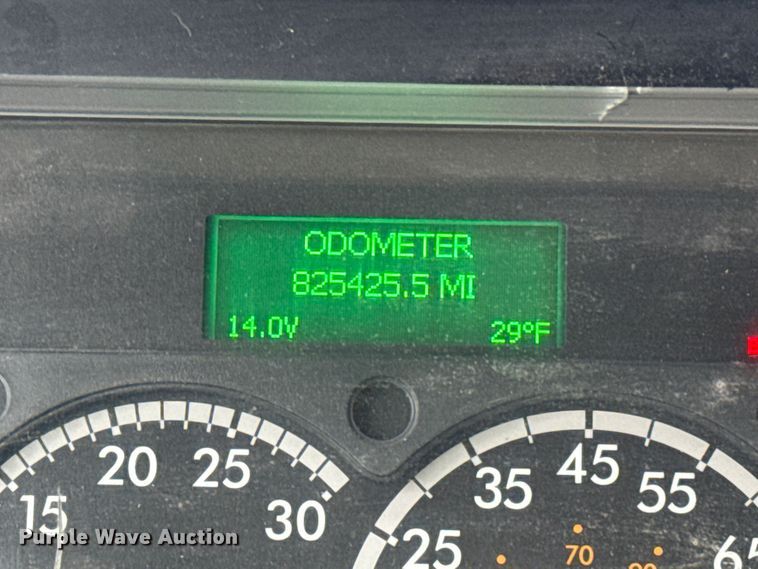 ODOMETER
825425.5 MI
14.0V 29°F
15 20 25 30
25 35 45 55 65
70
Purple Wave Auction